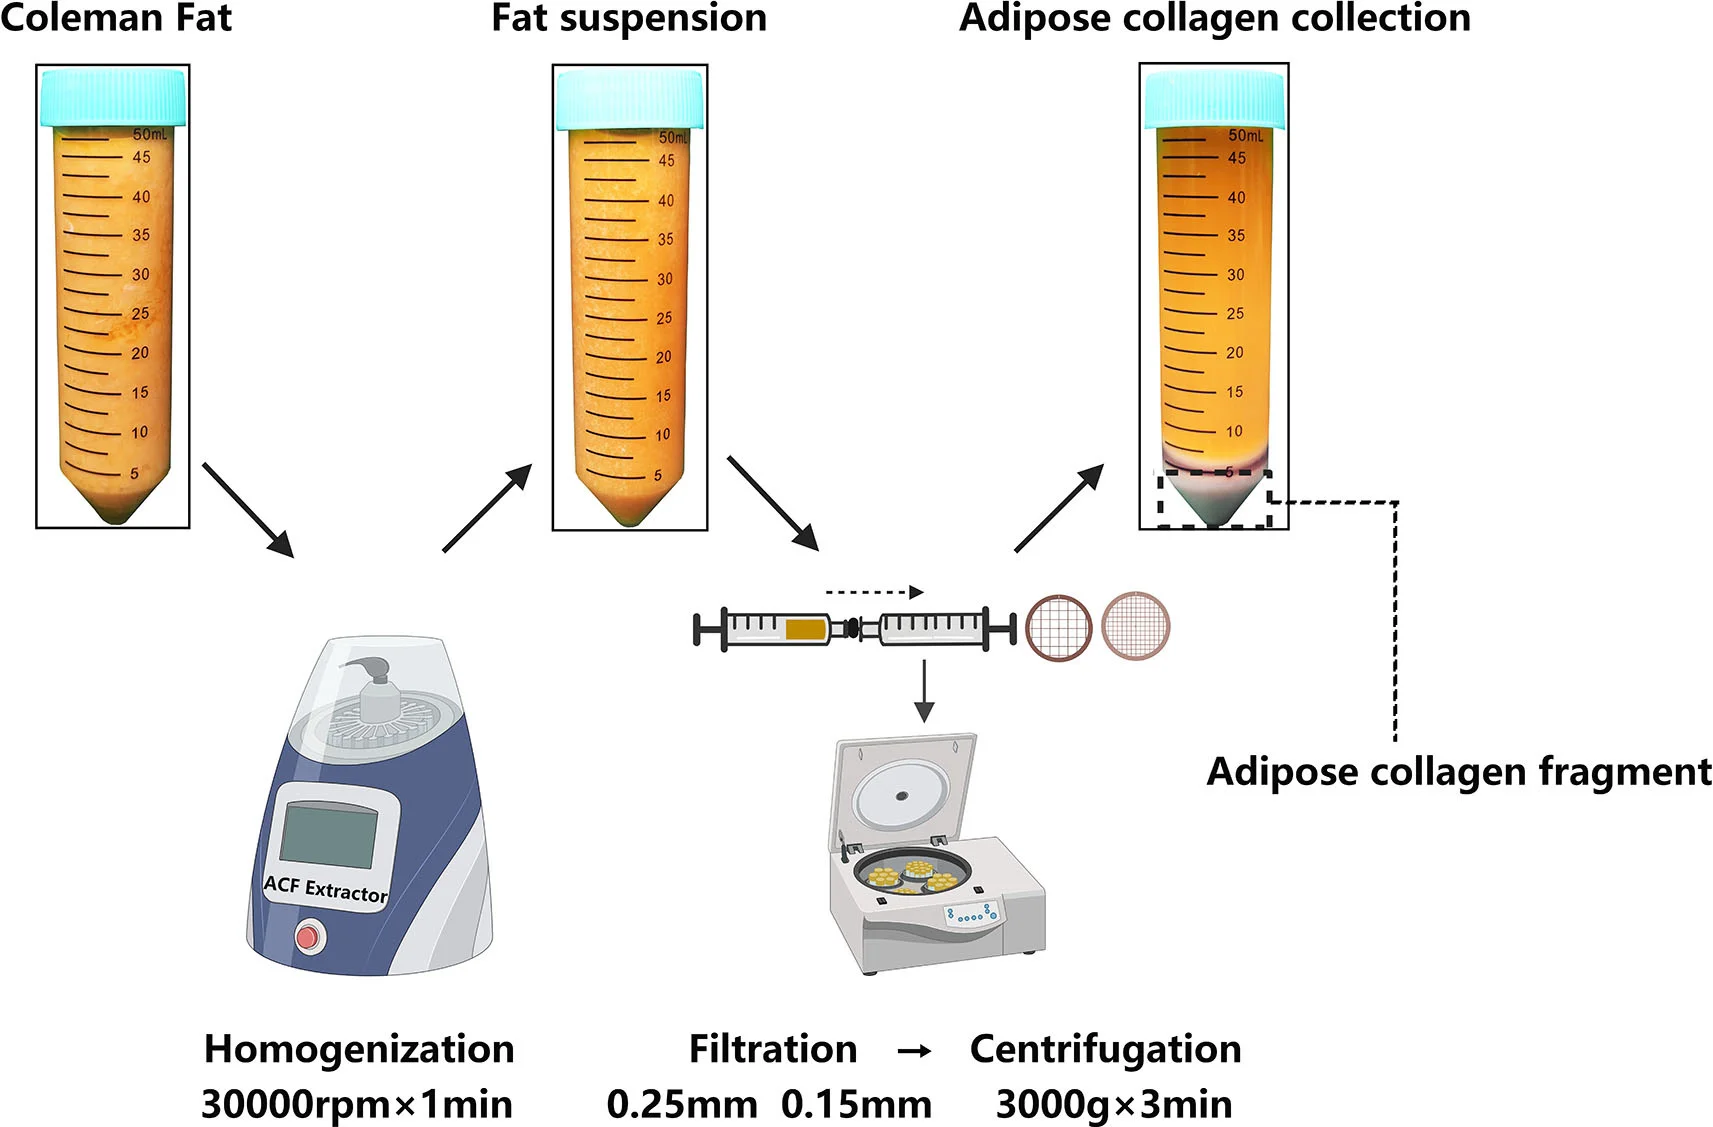 Coleman Fat
Fat suspension
Adipose collagen collection
50mL
45
40
35
30
25
20
15
10
5
50mL
45
40
35
30
25
20
15
10
5
50mL
45
40
35
30
25
20
15
10
5
ACF Extractor
Adipose collagen fragment
Homogenization
30000rpm×1min
Filtration → Centrifugation
0.25mm 0.15mm 3000g×3min